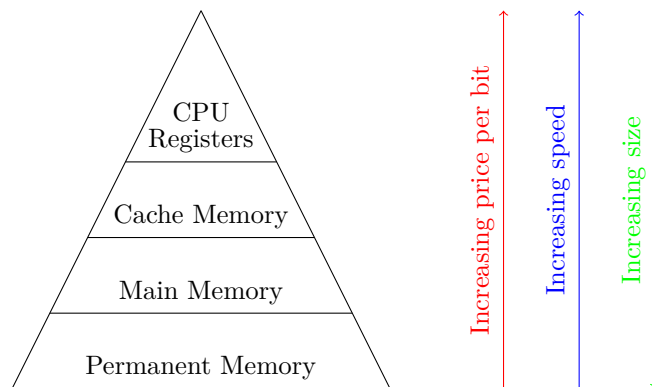 CPU
Registers
Cache Memory
Main Memory
Permanent Memory
Increasing price per bit
Increasing speed
Increasing size